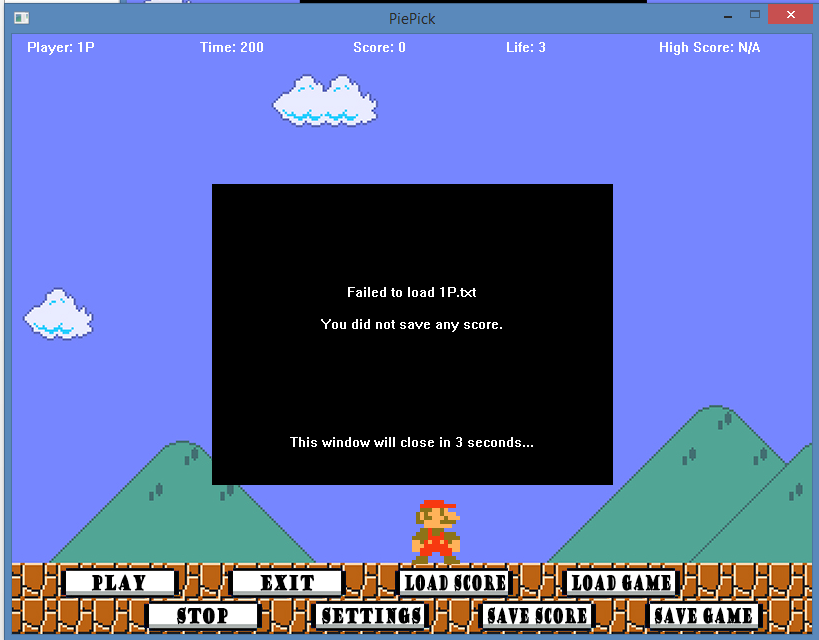 PiePick
Player: 1P Time: 200 Score: 0 Life: 3 High Score: N/A
Failed to load 1P.txt
You did not save any score.
This window will close in 3 seconds...
PLAY EXIT LOAD SCORE LOAD GAME
STOP SETTINGS SAVE SCORE SAVE GAME